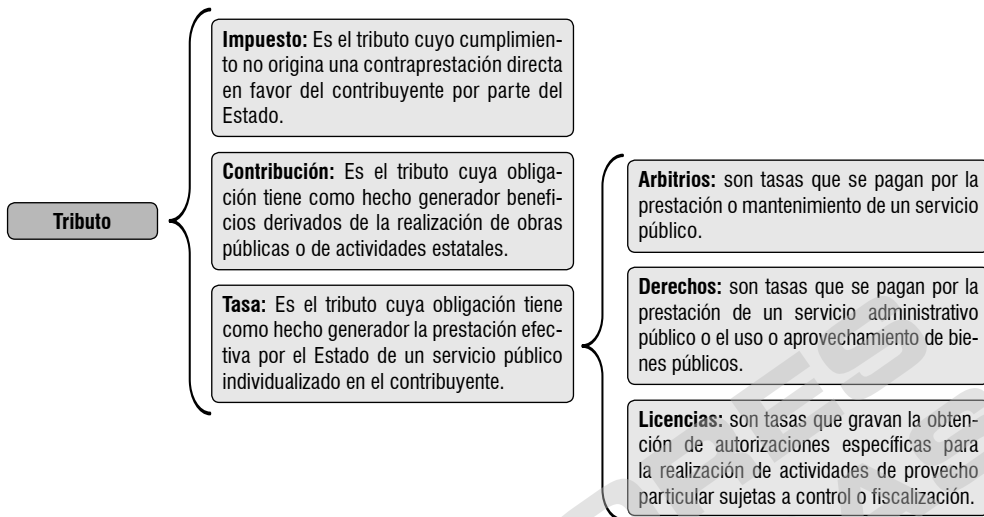 Tributo
Impuesto: Es el tributo cuyo cumplimien-
to no origina una contraprestación directa
en favor del contribuyente por parte del
Estado.
Contribución: Es el tributo cuya obliga-
ción tiene como hecho generador benefi-
cios derivados de la realización de obras
públicas o de actividades estatales.
Tasa: Es el tributo cuya obligación tiene
como hecho generador la prestación efec-
tiva por el Estado de un servicio público
individualizado en el contribuyente.
Arbitrios: son tasas que se pagan por la
prestación o mantenimiento de un servicio
público.
Derechos: son tasas que se pagan por la
prestación de un servicio administrativo
público o el uso o aprovechamiento de bie-
nes públicos.
Licencias: son tasas que gravan la obten-
ción de autorizaciones específicas para
la realización de actividades de provecho
particular sujetas a control o fiscalización.